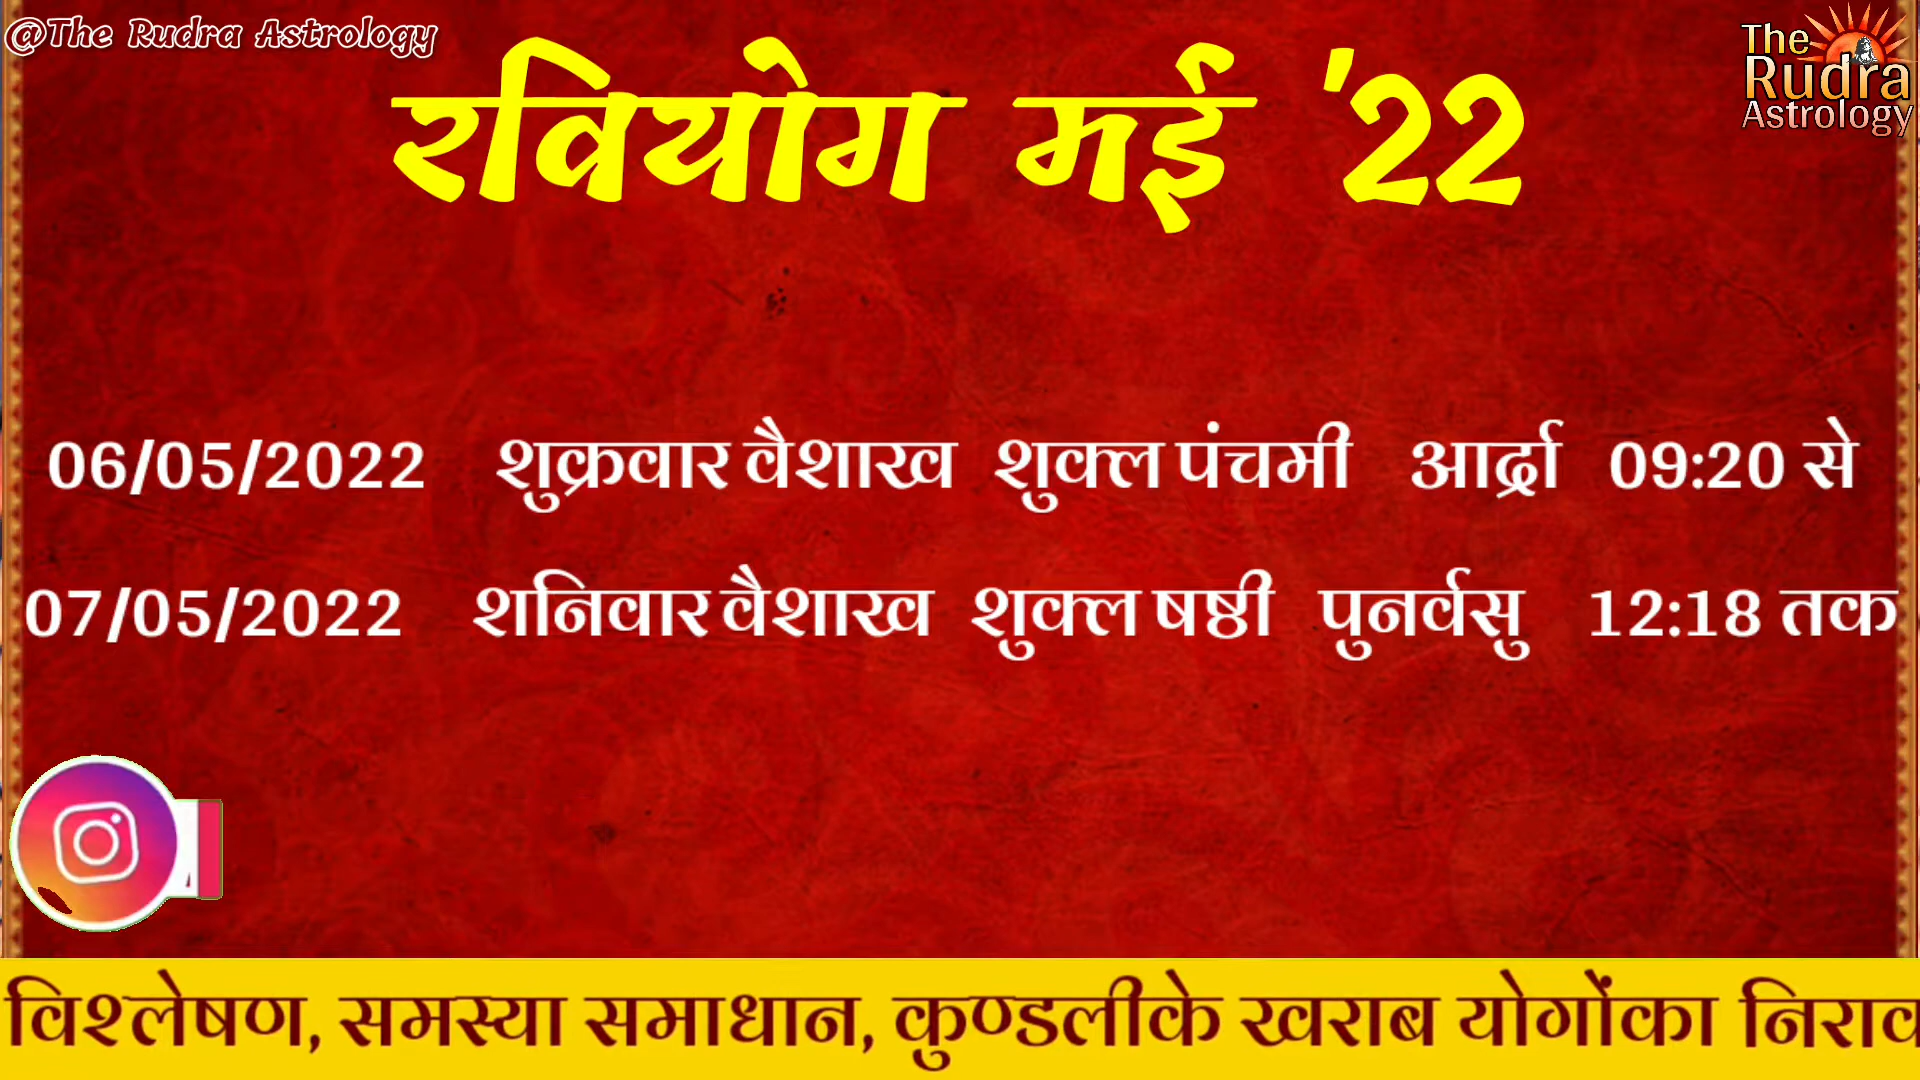 @The Rudra Astrology
The
Rudra
Astrology
रवियोग मई '22
06/05/2022 शुक्रवार वैशाख शुक्ल पंचमी आर्द्रा 09:20 से
07/05/2022 शनिवार वैशाख शुक्ल षष्ठी पुनर्वसु 12:18 तक
विश्लेषण, समस्या समाधान, कुण्डलीके खराब योगोंका